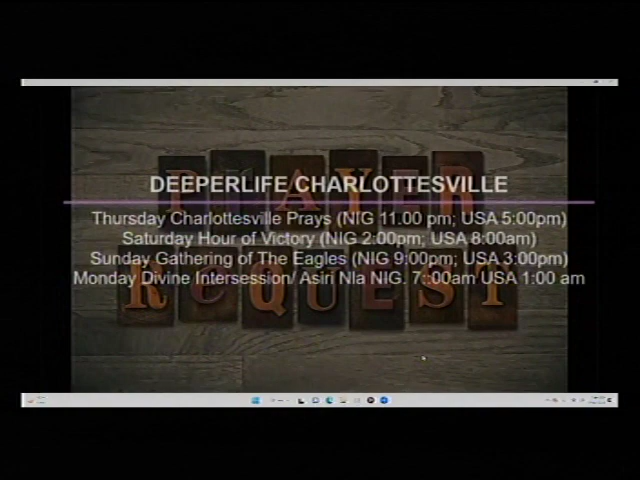 DEEPERLIFE CHARLOTTESVILLE
Thursday Charlottesville Prays (NIG 11.00 pm; USA 5:00pm)
Saturday Hour of Victory (NIG 2:00pm; USA 8:00am)
Sunday Gathering of The Eagles (NIG 9:00pm; USA 3:00pm)
Monday Divine Intersession/ Asiri Nla NIG. 7::00am USA 1:00 am
PRAYER
REQUEST